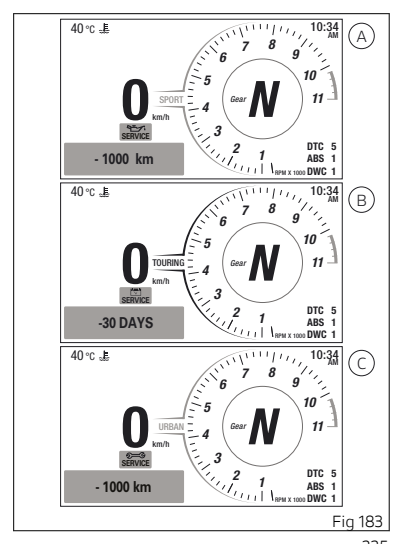 40 °C
10:34
AM
A
7 8
6 9
5 10
4 11
3
2 1
0
km/h
SPORT
Gear N
SERVICE
- 1000 km
RPM X 1000
DTC 5
ABS 1
DWC 1
40 °C
10:34
AM
B
7 8
6 9
5 10
4 11
3
2 1
0
km/h
TOURING
Gear N
SERVICE
-30 DAYS
RPM X 1000
DTC 5
ABS 1
DWC 1
40 °C
10:34
AM
C
7 8
6 9
5 10
4 11
3
2 1
0
km/h
URBAN
Gear N
SERVICE
- 1000 km
RPM X 1000
DTC 5
ABS 1
DWC 1
Fig 183